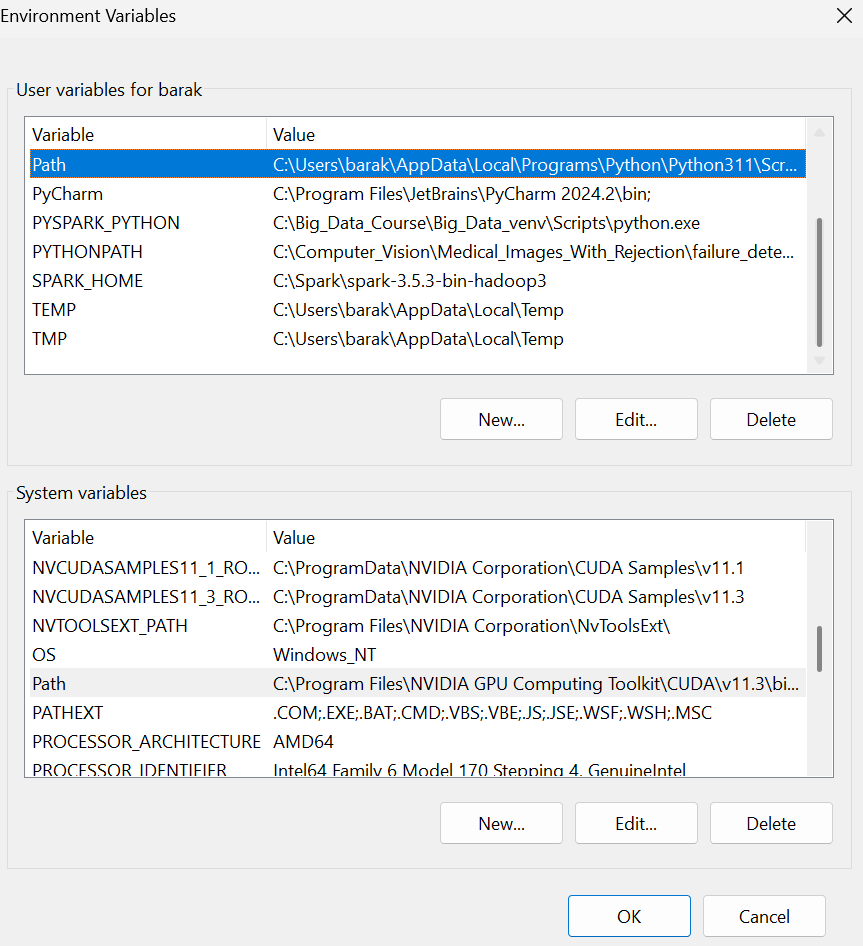 Environment Variables
User variables for barak
Variable Value
Path C:\Users\barak\AppData\Local\Programs\Python\Python311\Scr...
PyCharm C:\Program Files\JetBrains\PyCharm 2024.2\bin;
PYSPARK_PYTHON C:\Big_Data_Course\Big_Data_venv\Scripts\python.exe
PYTHONPATH C:\Computer_Vision\Medical_Images_With_Rejection\failure_dete...
SPARK_HOME C:\Spark\spark-3.5.3-bin-hadoop3
TEMP C:\Users\barak\AppData\Local\Temp
TMP C:\Users\barak\AppData\Local\Temp
New... Edit... Delete
System variables
Variable Value
NVCUDASAMPLES11_1_RO... C:\ProgramData\NVIDIA Corporation\CUDA Samples\v11.1
NVCUDASAMPLES11_3_RO... C:\ProgramData\NVIDIA Corporation\CUDA Samples\v11.3
NVTOOLSEXT_PATH C:\Program Files\NVIDIA Corporation\NvToolsExt\
OS Windows_NT
Path C:\Program Files\NVIDIA GPU Computing Toolkit\CUDA\v11.3\bi...
PATHEXT .COM;.EXE;.BAT;.CMD;.VBS;.VBE;.JS;.JSE;.WSF;.WSH;.MSC
PROCESSOR_ARCHITECTURE AMD64
PROCESSOR_IDENTIFIER Intel64 Family 6 Model 170 Stepping 4, GenuineIntel
New... Edit... Delete
OK Cancel